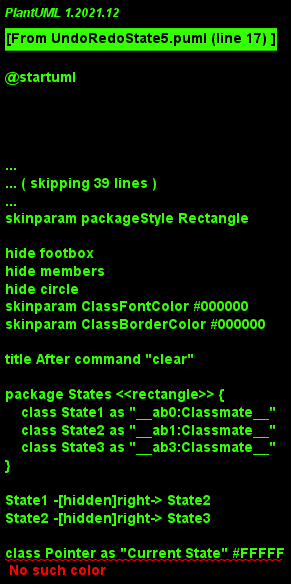 PlantUML 1.2021.12
[From UndoRedoState5.puml (line 17) ]
@startuml
...
... ( skipping 39 lines )
...
skinparam packageStyle Rectangle
hide footbox
hide members
hide circle
skinparam ClassFontColor #000000
skinparam ClassBorderColor #000000
title After command "clear"
package States <<rectangle>> {
class State1 as "__ab0:Classmate__"
class State2 as "__ab1:Classmate__"
class State3 as "__ab3:Classmate__"
}
State1 -[hidden]right-> State2
State2 -[hidden]right-> State3
class Pointer as "Current State" #FFFFF
No such color